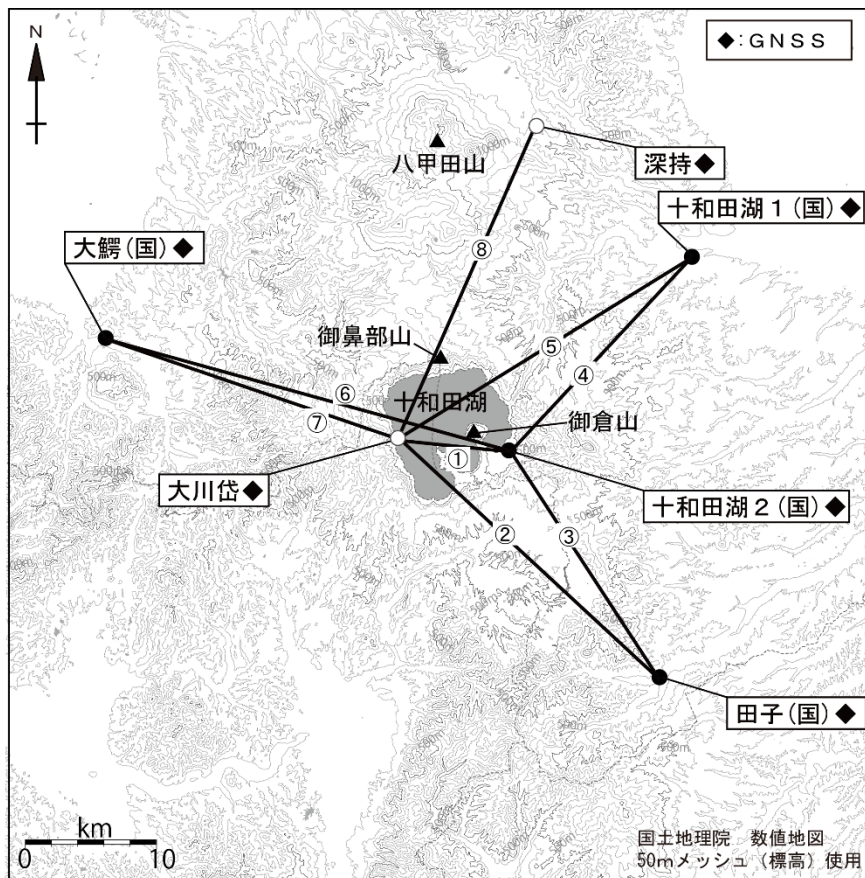 N
◆:GNSS
八甲田山
深持◆
十和田湖1(国)◆
大鰐(国)◆
⑧
御鼻部山
⑤
④
⑥
十和田湖
⑦
御倉山
①
大川岱◆
十和田湖2(国)◆
②
③
田子(国)◆
km
0 10
国土地理院 数値地図
50mメッシュ(標高)使用
500m
1000m